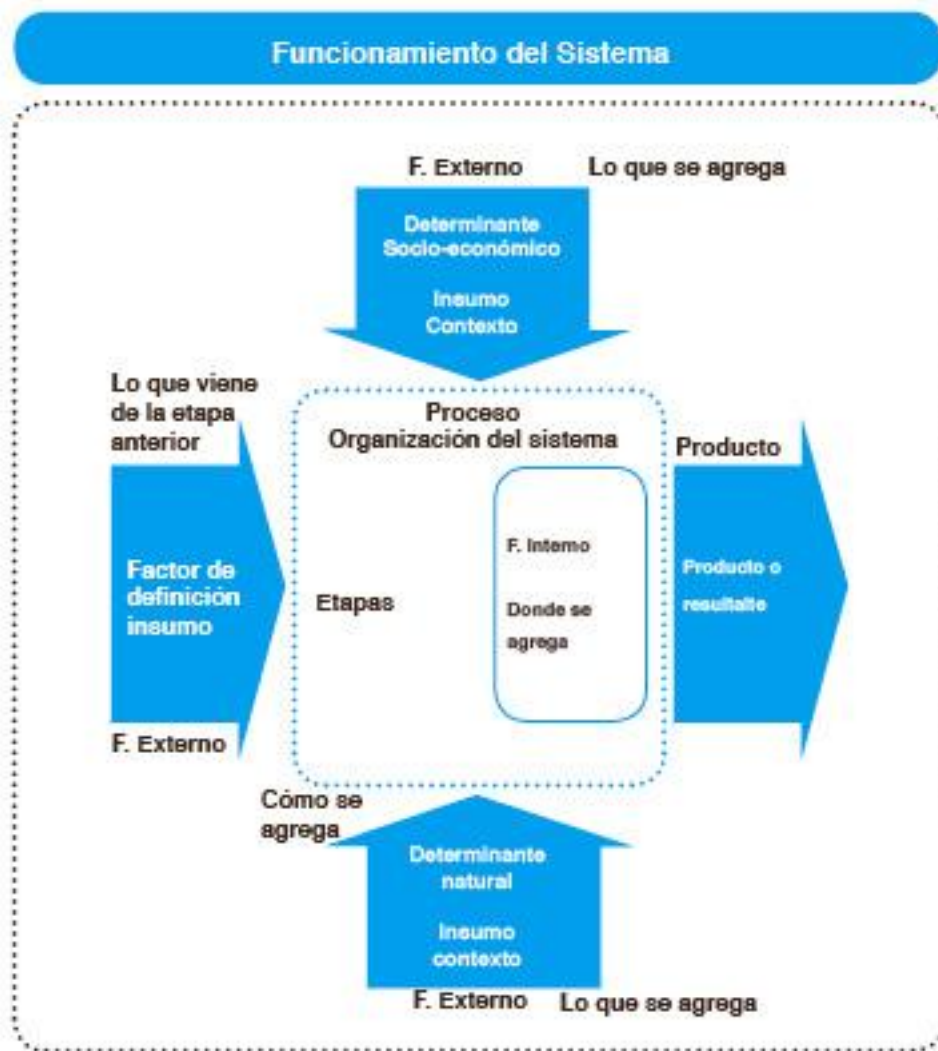 Funcionamiento del Sistema
F. Externo
Lo que se agrega
Determinante
Socio-económico
Insumo
Contexto
Lo que viene
de la etapa
anterior
Factor de
definición
insumo
F. Externo
Proceso
Organización del sistema
Etapas
F. Interno
Donde se
agrega
Producto
Producto o
resultalte
Cómo se
agrega
Determinante
natural
Insumo
contexto
F. Externo
Lo que se agrega